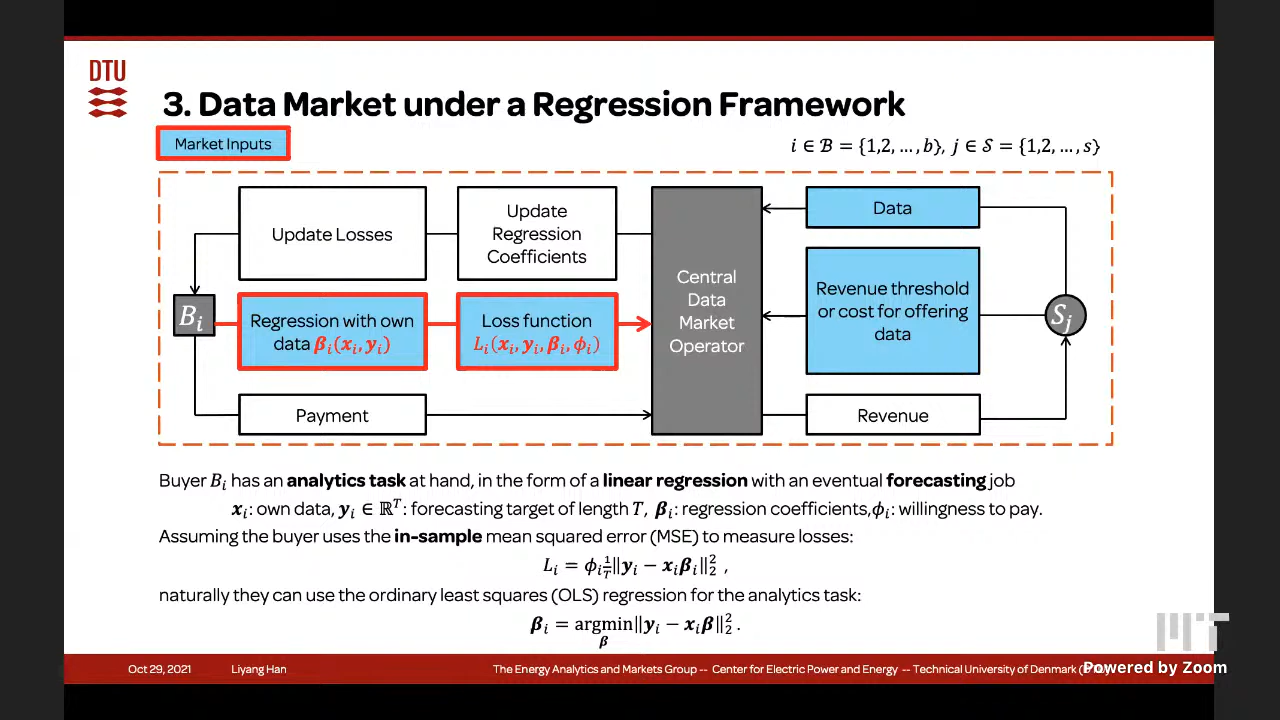 DTU
3. Data Market under a Regression Framework
Market Inputs
i ∈ ℬ = {1,2, …, b}, j ∈ 𝒮 = {1,2, …, s}
Update Losses
Update
Regression
Coefficients
Central
Data
Market
Operator
Data
Revenue threshold
or cost for offering
data
B_i
Regression with own
data β_i(x_i, y_i)
Loss function
L_i(x_i, y_i, β_i, ϕ_i)
S_j
Payment
Revenue
Buyer B_i has an analytics task at hand, in the form of a linear regression with an eventual forecasting job
x_i: own data, y_i ∈ ℝ^T: forecasting target of length T, β_i: regression coefficients,ϕ_i: willingness to pay.
Assuming the buyer uses the in-sample mean squared error (MSE) to measure losses:
L_i = ϕ_i 1/T ||y_i − x_iβ_i||₂² ,
naturally they can use the ordinary least squares (OLS) regression for the analytics task:
β_i = argmin_β ||y_i − x_iβ||₂² .
MIT
Oct 29, 2021
Liyang Han
The Energy Analytics and Markets Group -- Center for Electric Power and Energy -- Technical University of Denmark
Powered by Zoom